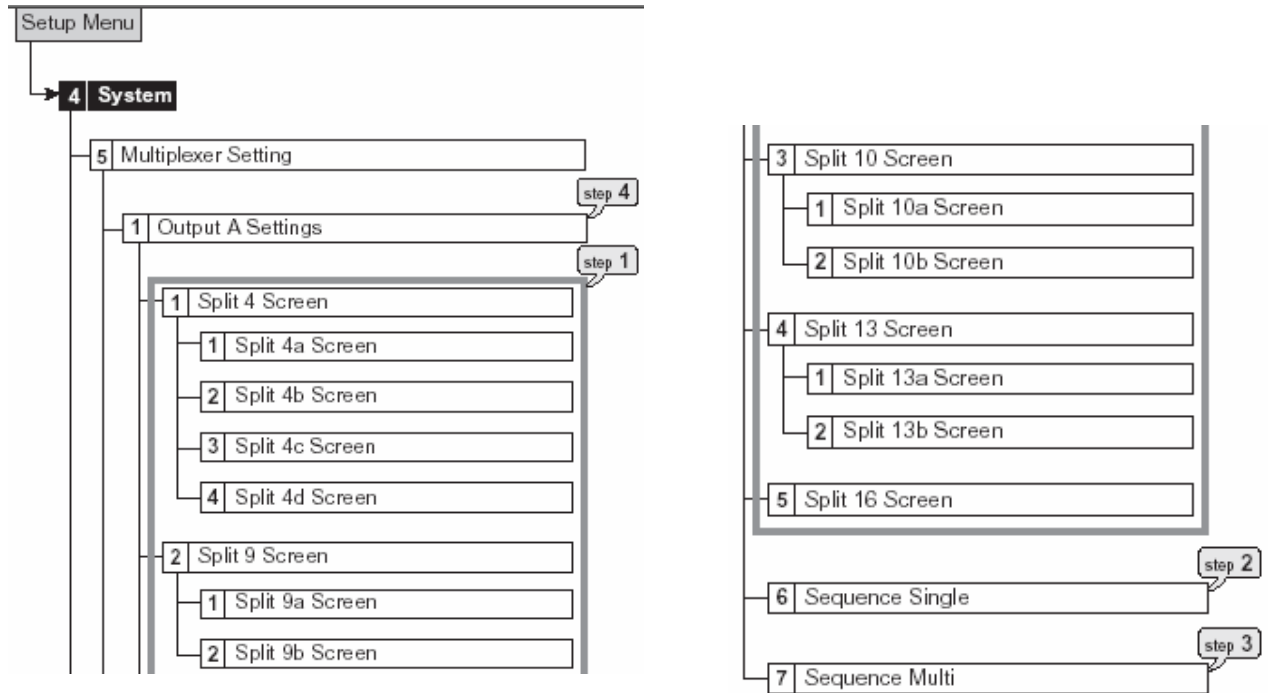 Setup Menu
4 System
5 Multiplexer Setting
step 4
1 Output A Settings
step 1
1 Split 4 Screen
1 Split 4a Screen
2 Split 4b Screen
3 Split 4c Screen
4 Split 4d Screen
2 Split 9 Screen
1 Split 9a Screen
2 Split 9b Screen
3 Split 10 Screen
1 Split 10a Screen
2 Split 10b Screen
4 Split 13 Screen
1 Split 13a Screen
2 Split 13b Screen
5 Split 16 Screen
step 2
6 Sequence Single
step 3
7 Sequence Multi